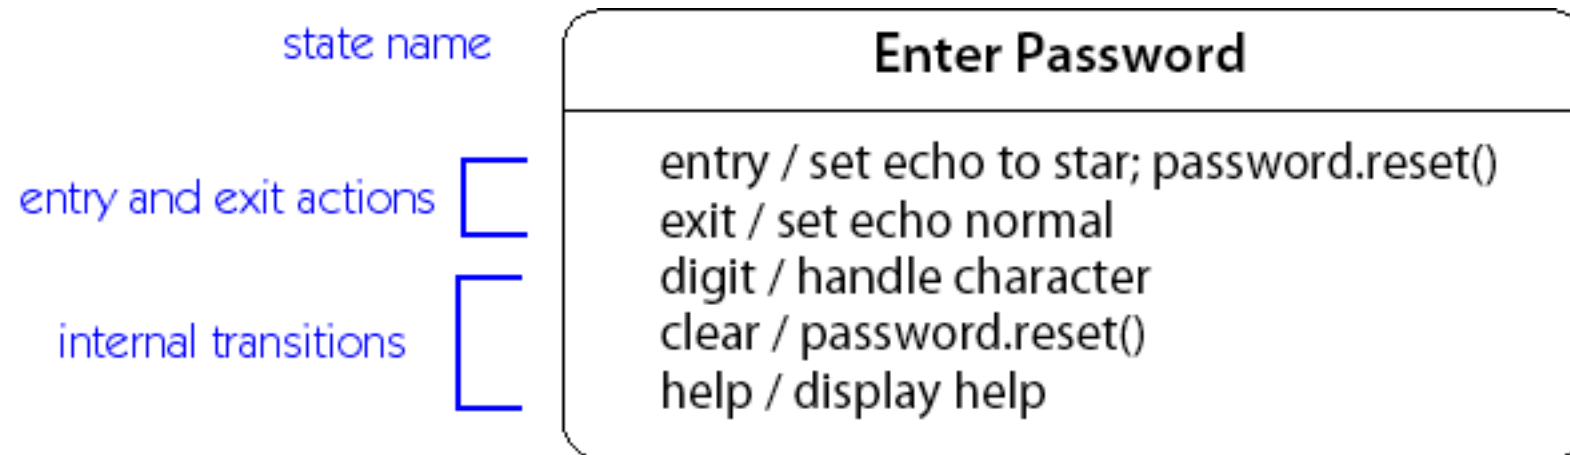 state name
Enter Password
entry and exit actions
entry / set echo to star; password.reset()
exit / set echo normal
internal transitions
digit / handle character
clear / password.reset()
help / display help